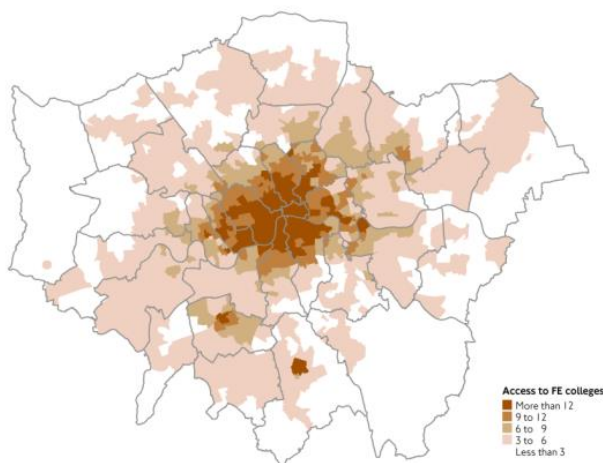 Access to FE colleges
More than 12
9 to 12
6 to 9
3 to 6
Less than 3